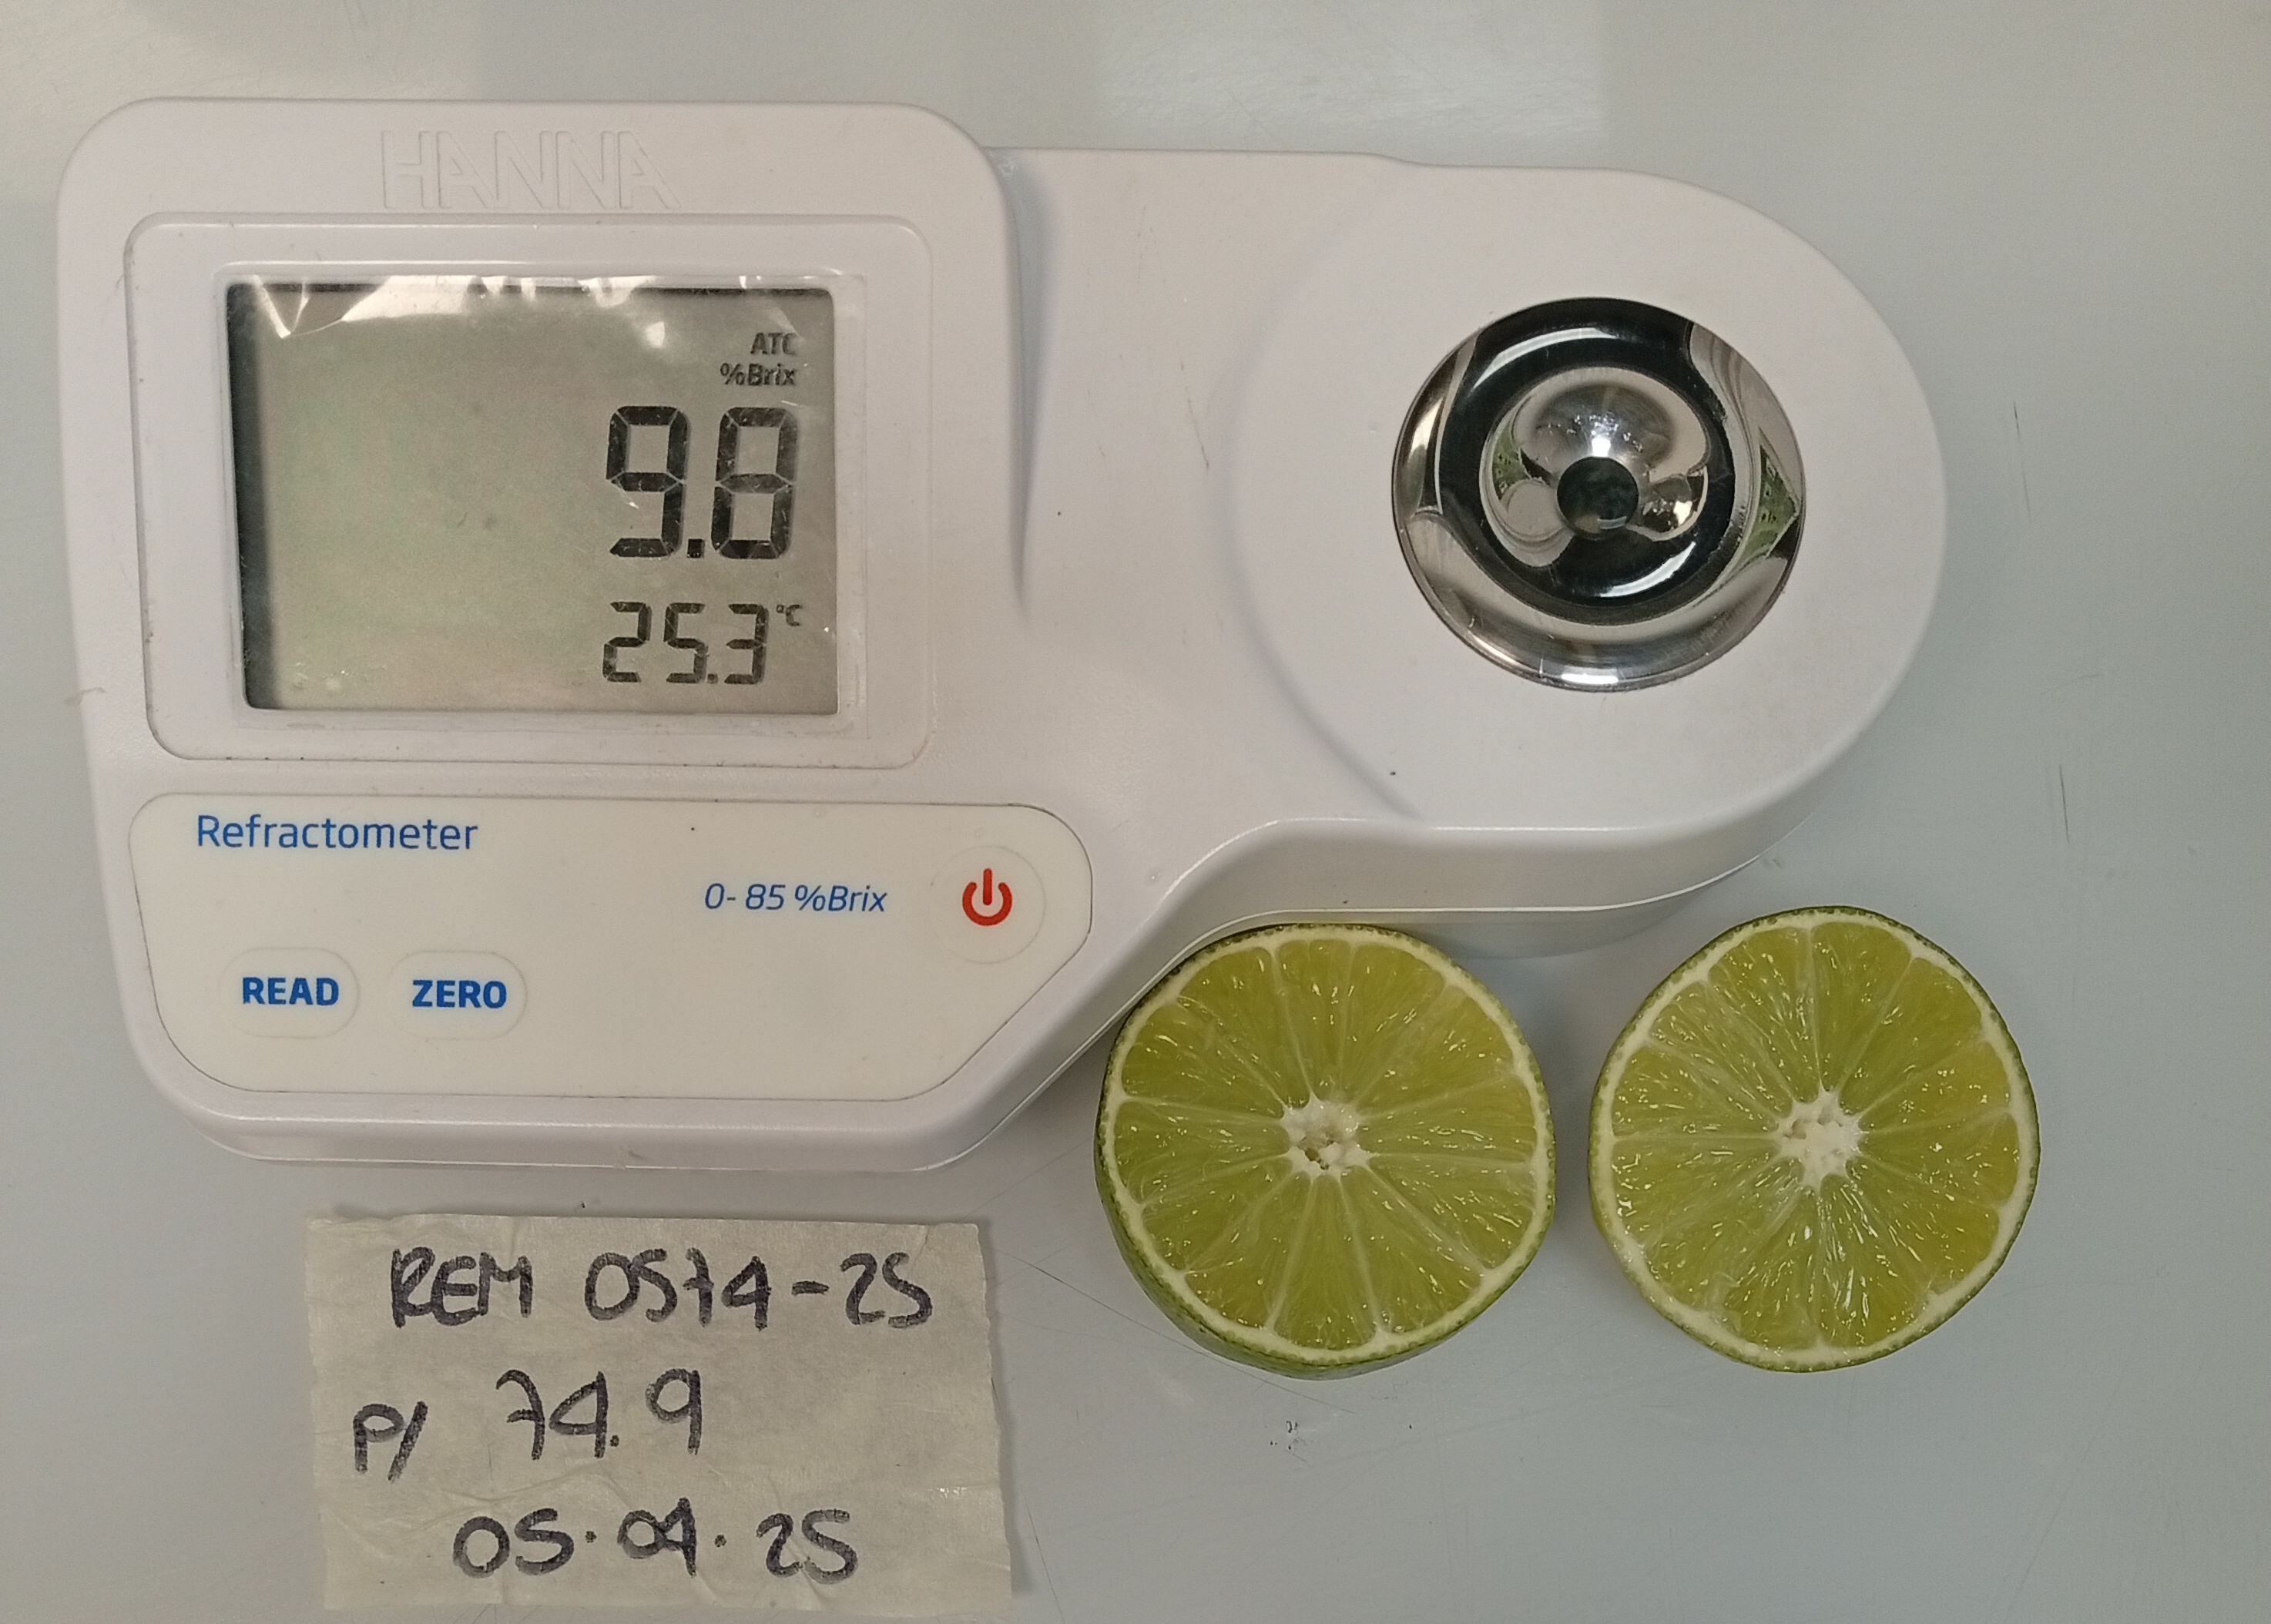 HANNA
ATC
%Brix
9.8
25.3 °C
Refractometer
0-85 %Brix
READ ZERO
REM 0574-25
P/ 74.9
05.04.25